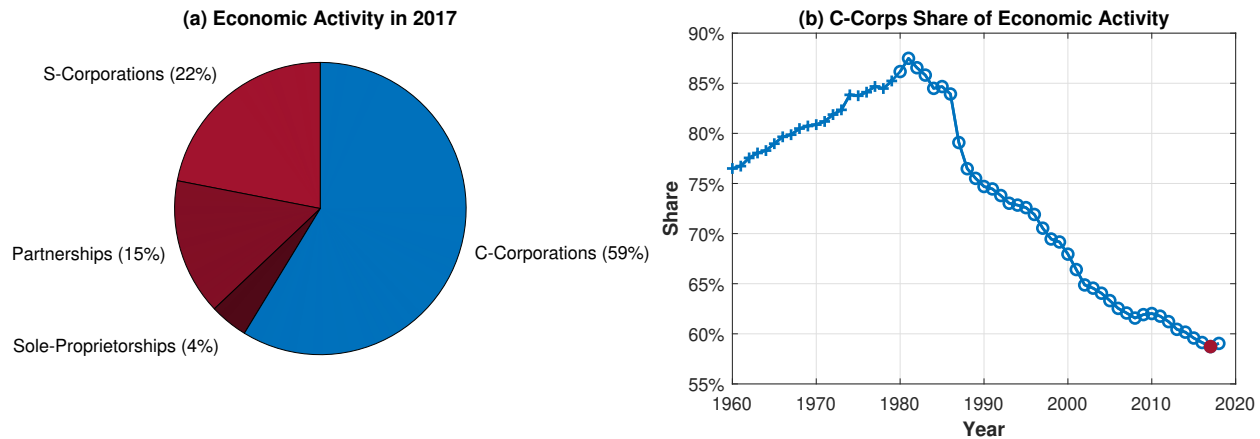 (a) Economic Activity in 2017
S-Corporations (22%)
Partnerships (15%)
Sole-Proprietorships (4%)
C-Corporations (59%)
(b) C-Corps Share of Economic Activity
90%
85%
80%
75%
70%
65%
60%
55%
Share
1960 1970 1980 1990 2000 2010 2020
Year